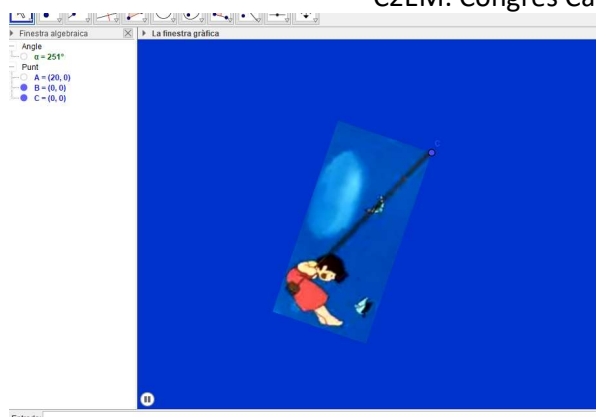 C2EM: Congrés Ca
Finestra algebraica
La finestra gràfica
Angle
α = 251°
Punt
A = (20, 0)
B = (0, 0)
C = (0, 0)
C